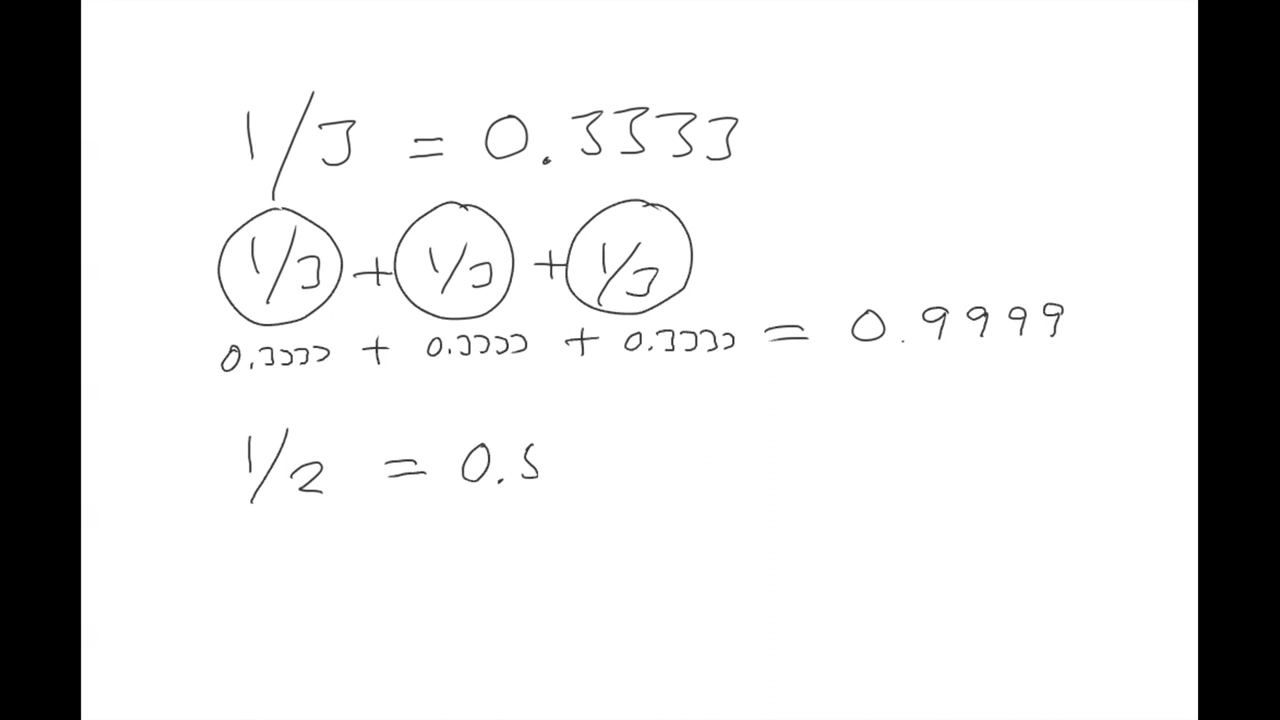 1/3 = 0.3333
1/3 + 1/3 + 1/3
0.3333 + 0.3333 + 0.3333 = 0.9999
1/2 = 0.5